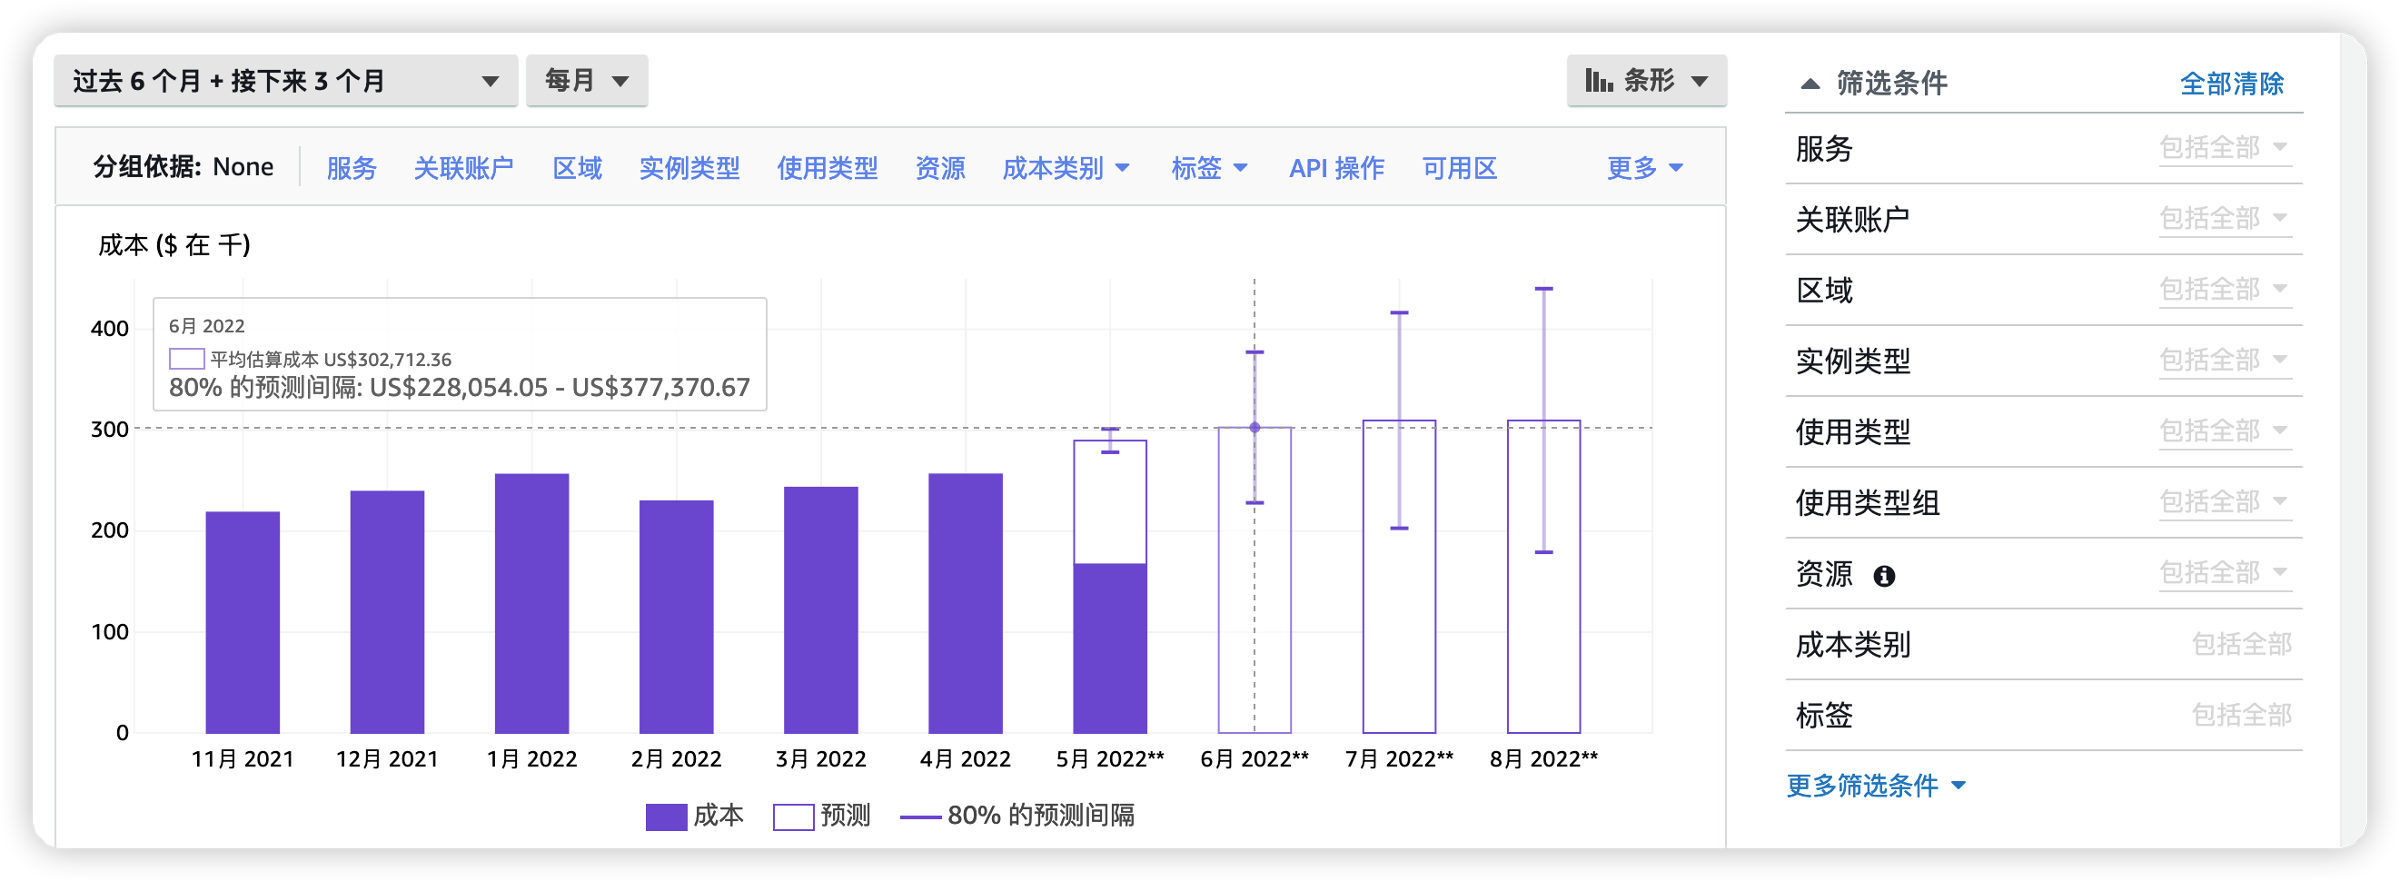 过去 6 个月 + 接下来 3 个月
每月
条形
分组依据: None
服务
关联账户
区域
实例类型
使用类型
资源
成本类别
标签
API 操作
可用区
更多
成本 ($ 在 千)
400
300
200
100
0
6月 2022
平均估算成本 US$302,712.36
80% 的预测间隔: US$228,054.05 - US$377,370.67
11月 2021
12月 2021
1月 2022
2月 2022
3月 2022
4月 2022
5月 2022**
6月 2022**
7月 2022**
8月 2022**
成本
预测
80% 的预测间隔
筛选条件
全部清除
服务 包括全部
关联账户 包括全部
区域 包括全部
实例类型 包括全部
使用类型 包括全部
使用类型组 包括全部
资源 包括全部
成本类别 包括全部
标签 包括全部
更多筛选条件